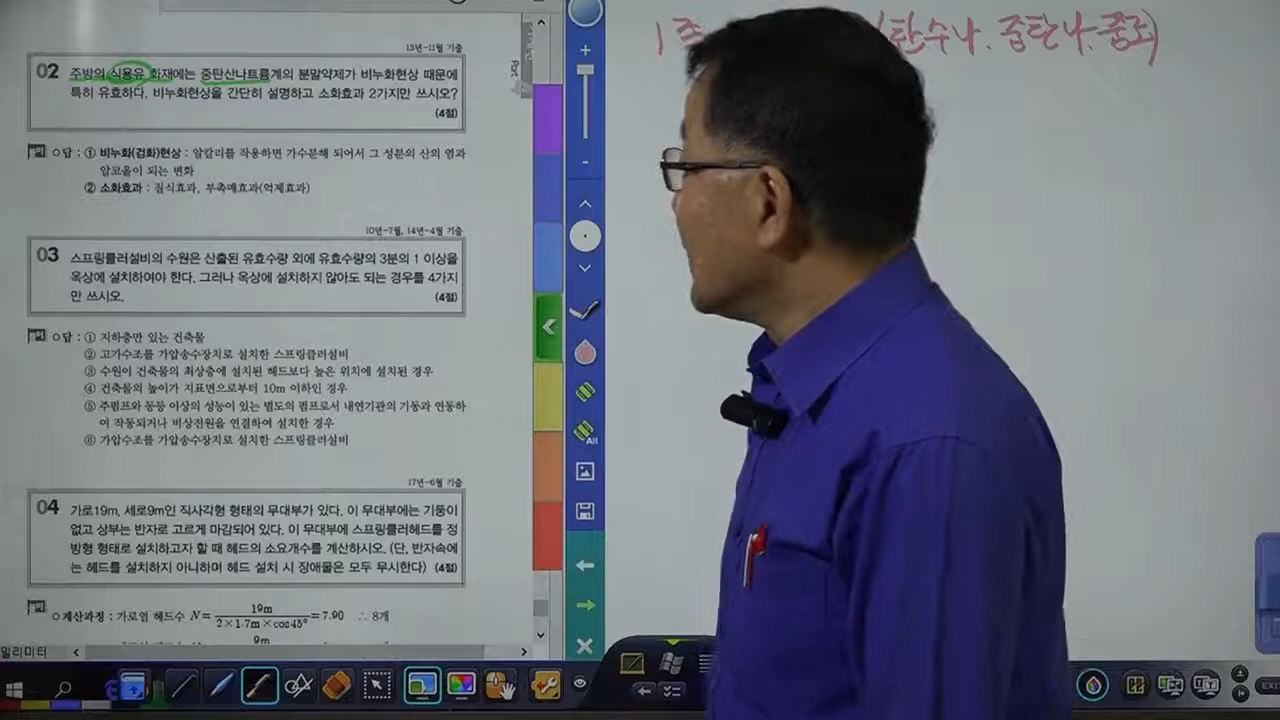 13년-11월 기출
02 주방의 식용유 화재에는 중탄산나트륨계의 분말약제가 비누화현상 때문에
특히 유효하다. 비누화현상을 간단히 설명하고 소화효과 2가지만 쓰시오?
(4점)
○답 : ① 비누화(검화)현상 : 알칼리를 작용하면 가수분해 되어서 그 성분의 산의 염과
알코올이 되는 변화
② 소화효과 : 질식효과, 부촉매효과(억제효과)
10년-7월, 14년-4월 기출
03 스프링클러설비의 수원은 산출된 유효수량 외에 유효수량의 3분의 1 이상을
옥상에 설치하여야 한다. 그러나 옥상에 설치하지 않아도 되는 경우를 4가지
만 쓰시오. (4점)
○답 : ① 지하층만 있는 건축물
② 고가수조를 가압송수장치로 설치한 스프링클러설비
③ 수원이 건축물의 최상층에 설치된 헤드보다 높은 위치에 설치된 경우
④ 건축물의 높이가 지표면으로부터 10m 이하인 경우
⑤ 주펌프와 동등 이상의 성능이 있는 별도의 펌프로서 내연기관의 기동과 연동하
여 작동되거나 비상전원을 연결하여 설치한 경우
⑥ 가압수조를 가압송수장치로 설치한 스프링클러설비
17년-6월 기출
04 가로19m, 세로9m인 직사각형 형태의 무대부가 있다. 이 무대부에는 기둥이
없고 상부는 반자로 고르게 마감되어 있다. 이 무대부에 스프링클러헤드를 정
방형 형태로 설치하고자 할 때 헤드의 소요개수를 계산하시오. (단, 반자속에
는 헤드를 설치하지 아니하며 헤드 설치 시 장애물은 모두 무시한다) (4점)
○계산과정 : 가로열 헤드수 N = 19m / 2×1.7m×cos45° = 7.90 ∴ 8개
9m
밀리미터
All
Part
1종
(탄수나. 중탄나. 중죄)
EXI